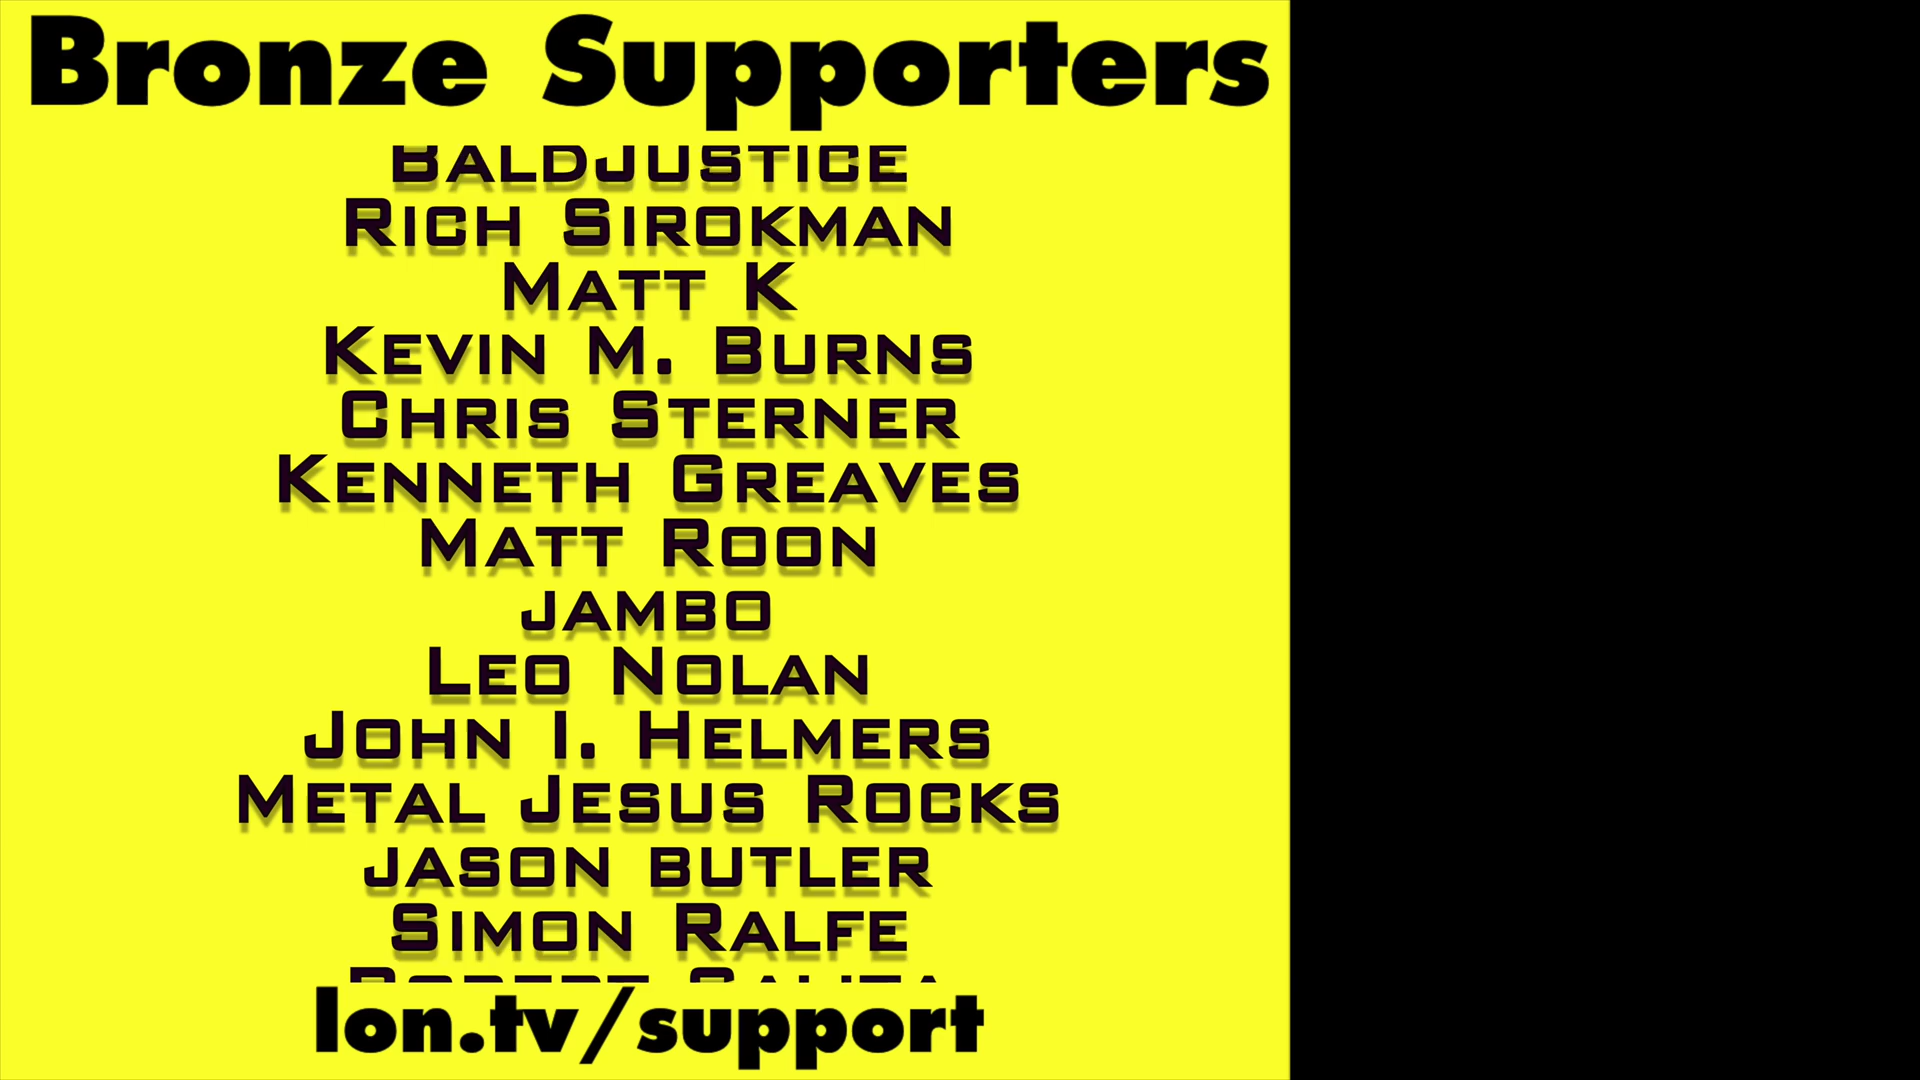 Bronze Supporters
BALDJUSTICE
RICH SIROKMAN
MATT K
KEVIN M. BURNS
CHRIS STERNER
KENNETH GREAVES
MATT ROON
JAMBO
LEO NOLAN
JOHN I. HELMERS
METAL JESUS ROCKS
JASON BUTLER
SIMON RALFE
lon.tv/support